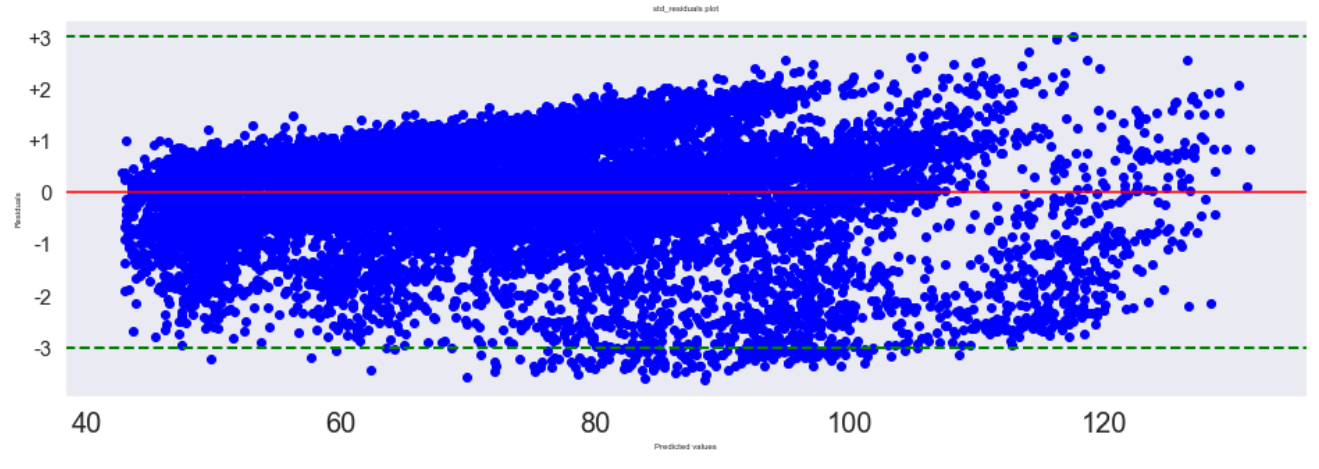 std_residuals plot
+3
+2
+1
0
-1
-2
-3
Residuals
40 60 80 100 120
Predicted values